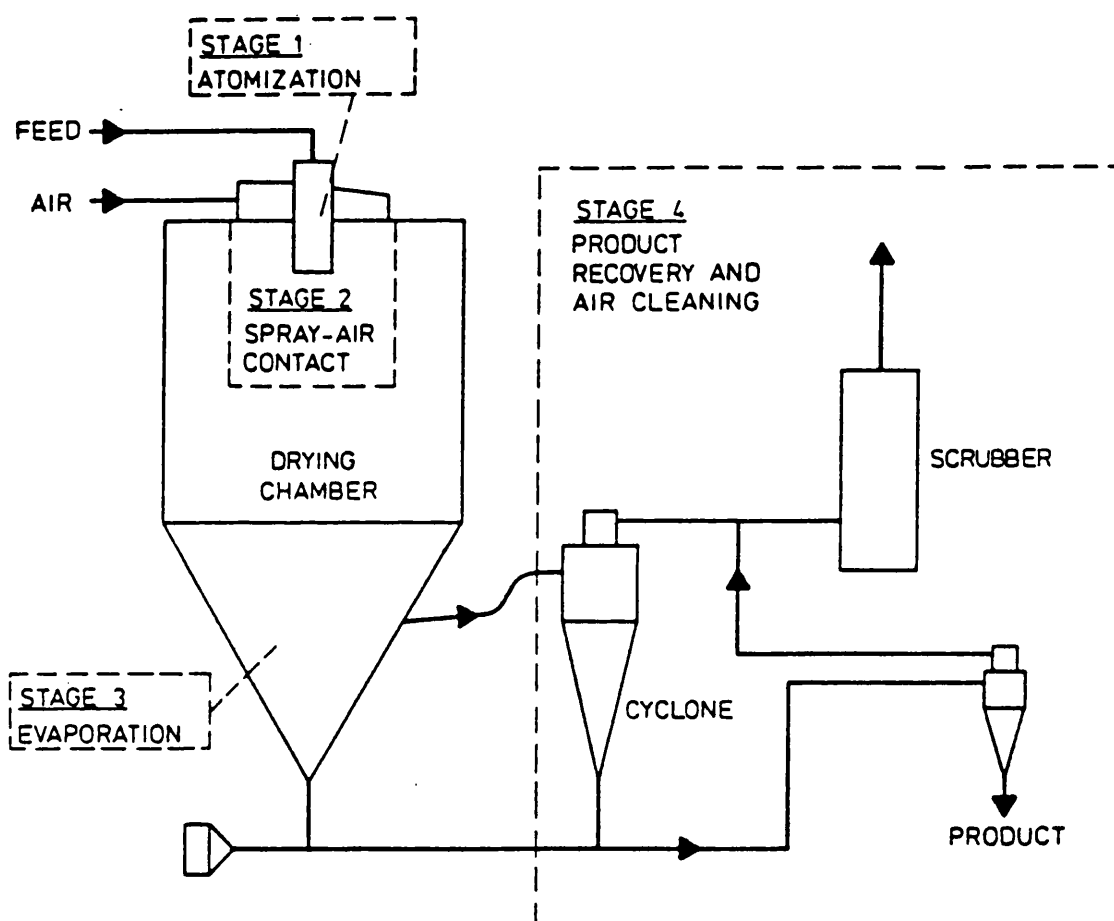 STAGE 1
ATOMIZATION
FEED
AIR
STAGE 2
SPRAY-AIR
CONTACT
STAGE 4
PRODUCT
RECOVERY AND
AIR CLEANING
DRYING
CHAMBER
SCRUBBER
STAGE 3
EVAPORATION
CYCLONE
PRODUCT